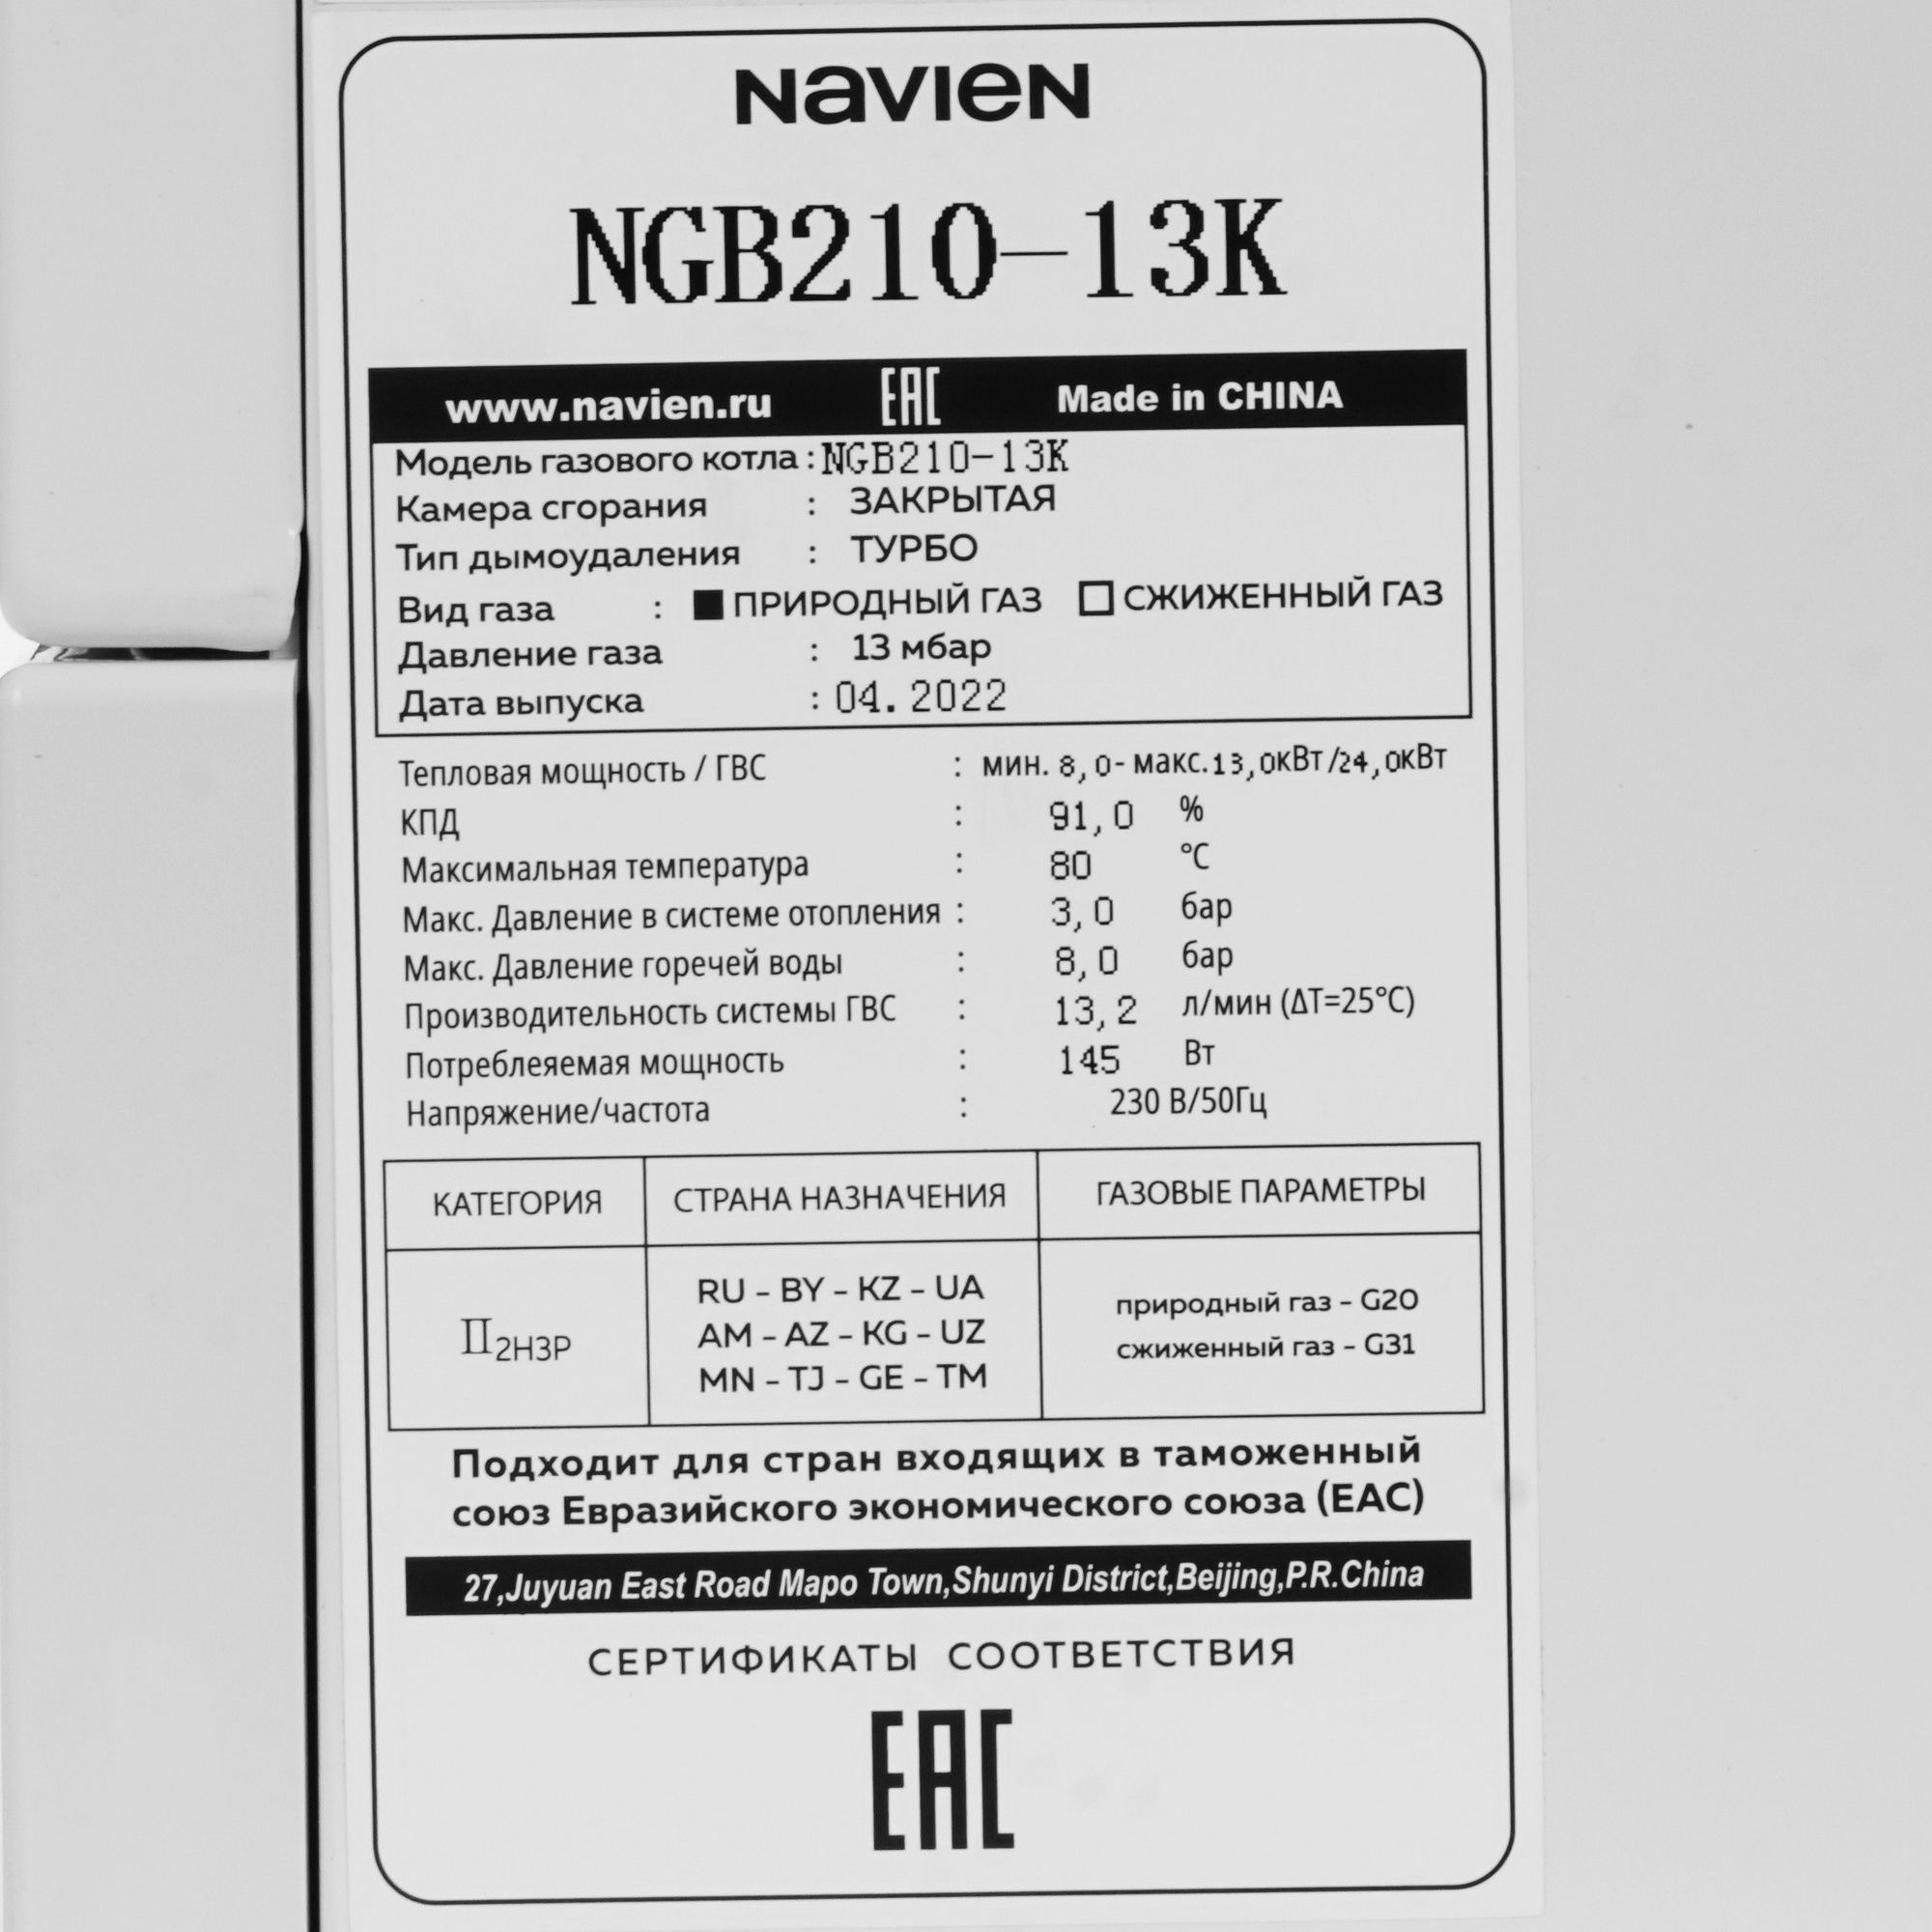 NAVIEN
NGB210-13K
www.navien.ru EAC Made in CHINA
Модель газового котла : NGB210-13K
Камера сгорания : ЗАКРЫТАЯ
Тип дымоудаления : ТУРБО
Вид газа : ■ ПРИРОДНЫЙ ГАЗ □ СЖИЖЕННЫЙ ГАЗ
Давление газа : 13 мбар
Дата выпуска : 04.2022
Тепловая мощность / ГВС : мин. 8,0- макс.13,0кВт/24,0кВт
КПД : 91,0 %
Максимальная температура : 80 °C
Макс. Давление в системе отопления : 3,0 бар
Макс. Давление горечей воды : 8,0 бар
Производительность системы ГВС : 13,2 л/мин (ΔT=25°C)
Потреблеяемая мощность : 145 Вт
Напряжение/частота : 230 В/50Гц
КАТЕГОРИЯ СТРАНА НАЗНАЧЕНИЯ ГАЗОВЫЕ ПАРАМЕТРЫ
II2H3P
RU - BY - KZ - UA
AM - AZ - KG - UZ
MN - TJ - GE - TM
природный газ - G20
сжиженный газ - G31
Подходит для стран входящих в таможенный
союз Евразийского экономического союза (EAC)
27,Juyuan East Road Mapo Town,Shunyi District,Beijing,P.R.China
СЕРТИФИКАТЫ СООТВЕТСТВИЯ
EAC